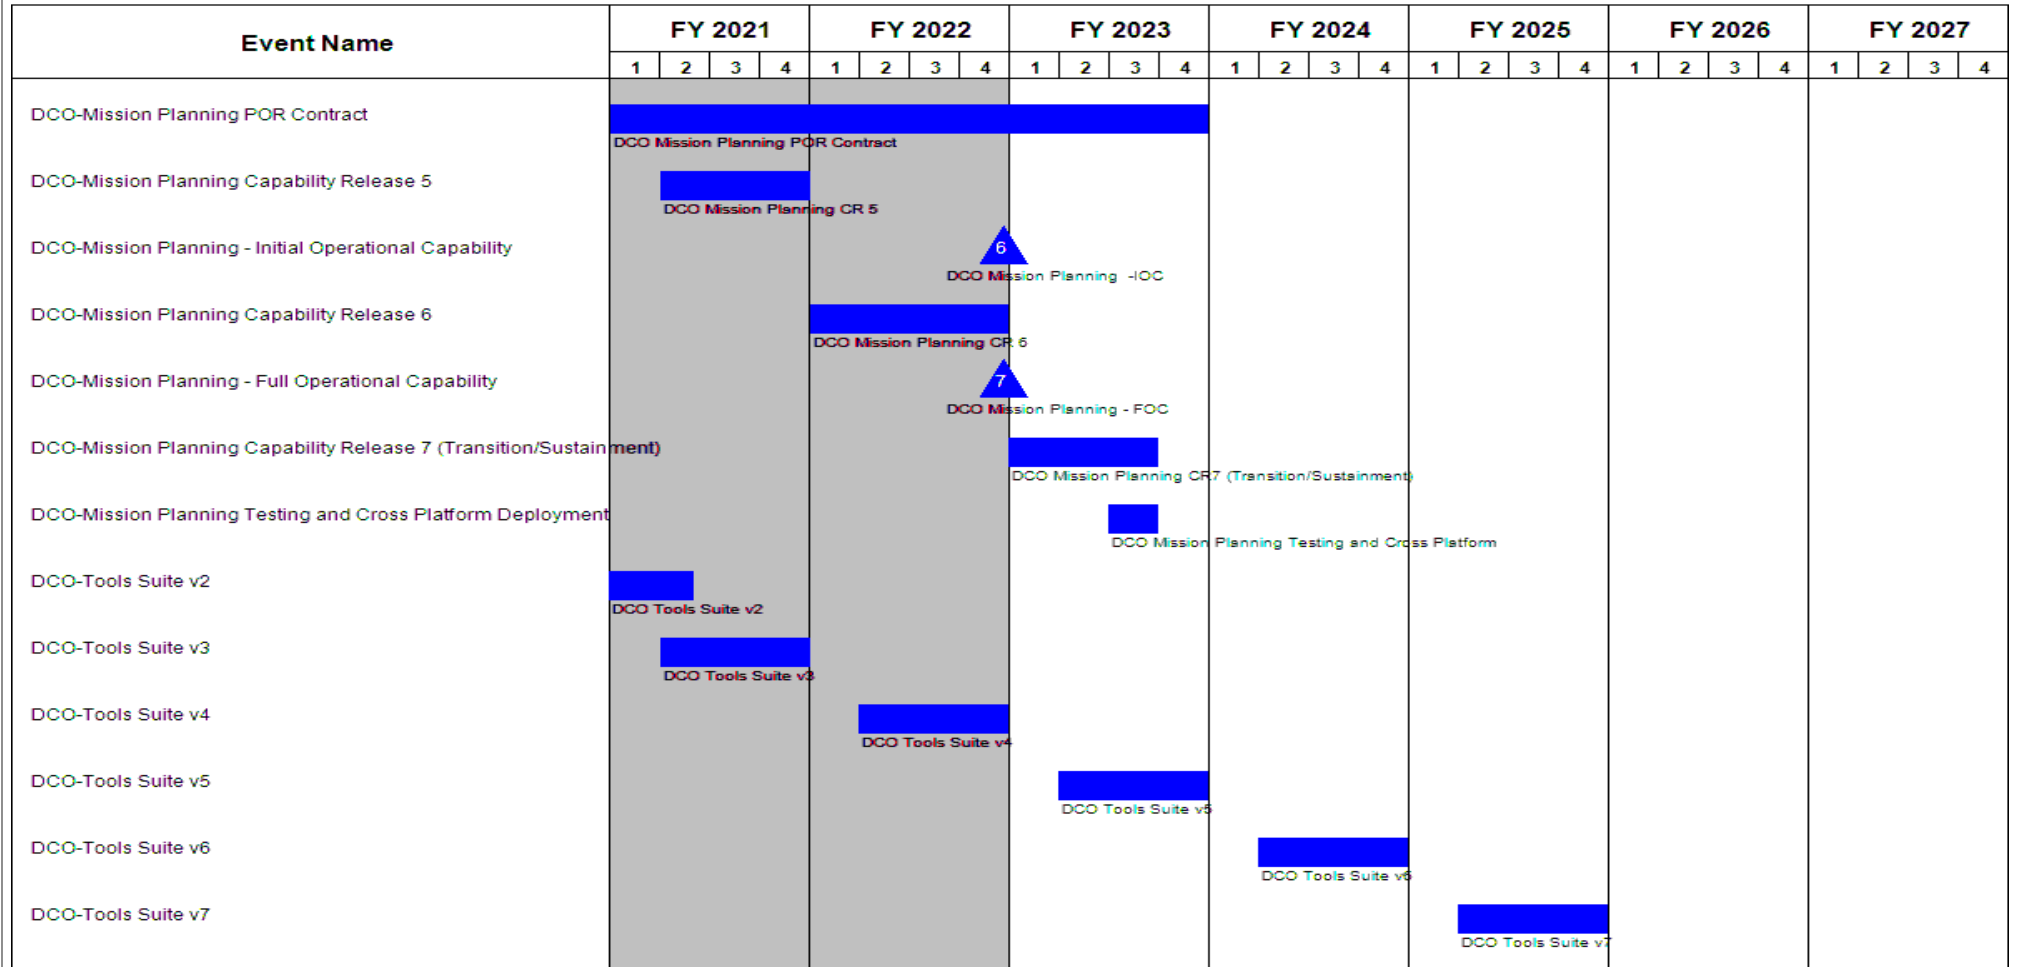 Event Name
FY 2021 FY 2022 FY 2023 FY 2024 FY 2025 FY 2026 FY 2027
1 2 3 4 1 2 3 4 1 2 3 4 1 2 3 4 1 2 3 4 1 2 3 4 1 2 3 4
DCO-Mission Planning POR Contract
DCO Mission Planning POR Contract
DCO-Mission Planning Capability Release 5
DCO Mission Planning CR 5
DCO-Mission Planning - Initial Operational Capability
6
DCO Mission Planning -IOC
DCO-Mission Planning Capability Release 6
DCO Mission Planning CR 6
DCO-Mission Planning - Full Operational Capability
7
DCO Mission Planning - FOC
DCO-Mission Planning Capability Release 7 (Transition/Sustainment)
DCO Mission Planning CR7 (Transition/Sustainment)
DCO-Mission Planning Testing and Cross Platform Deployment
DCO Mission Planning Testing and Cross Platform
DCO-Tools Suite v2
DCO Tools Suite v2
DCO-Tools Suite v3
DCO Tools Suite v3
DCO-Tools Suite v4
DCO Tools Suite v4
DCO-Tools Suite v5
DCO Tools Suite v5
DCO-Tools Suite v6
DCO Tools Suite v6
DCO-Tools Suite v7
DCO Tools Suite v7